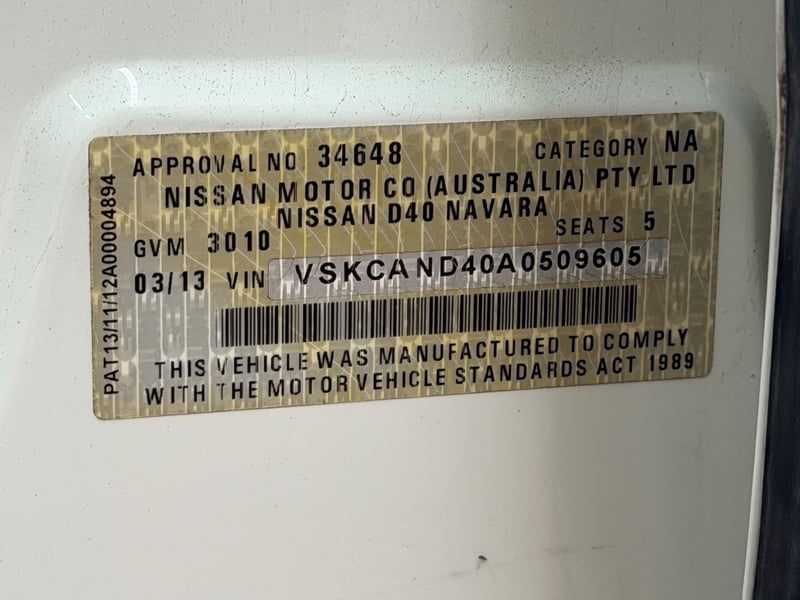 APPROVAL NO. 34648 CATEGORY NA
NISSAN MOTOR CO (AUSTRALIA) PTY LTD
NISSAN D40 NAVARA
GVM 3010 SEATS 5
03/13 VIN VSKCAND40A0509605
THIS VEHICLE WAS MANUFACTURED TO COMPLY
WITH THE MOTOR VEHICLE STANDARDS ACT 1989
PAT13/11/12A00004894